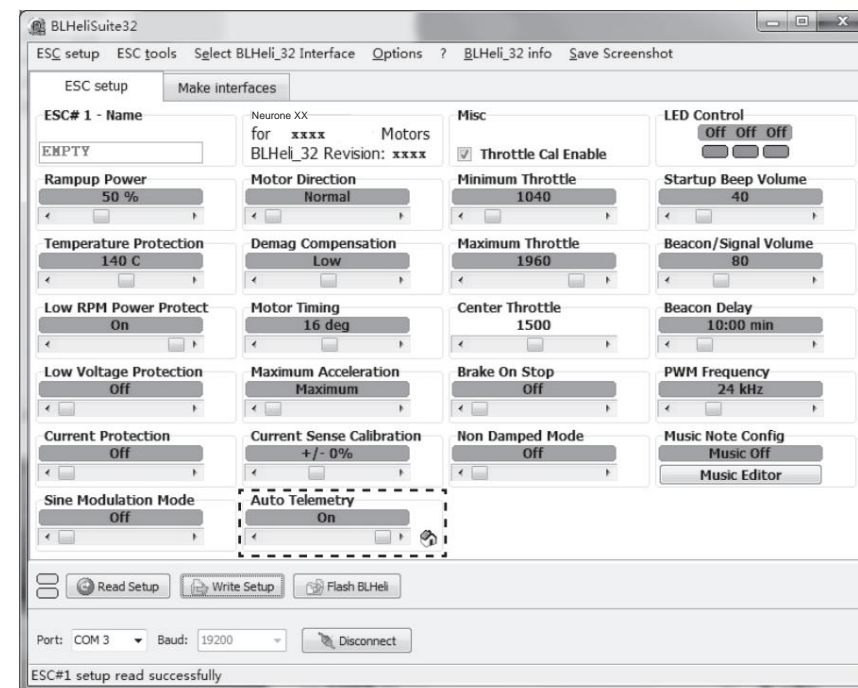 BLHeliSuite32
ESC setup ESC tools Select BLHeli_32 Interface Options ? BLHeli_32 info Save Screenshot
ESC setup Make interfaces
ESC# 1 - Name
EMPTY
Neurone XX
for xxxx Motors
BLHeli_32 Revision: xxxx
Misc
Throttle Cal Enable
LED Control
Off Off Off
Rampup Power
50 %
Motor Direction
Normal
Minimum Throttle
1040
Startup Beep Volume
40
Temperature Protection
140 C
Demag Compensation
Low
Maximum Throttle
1960
Beacon/Signal Volume
80
Low RPM Power Protect
On
Motor Timing
16 deg
Center Throttle
1500
Beacon Delay
10:00 min
Low Voltage Protection
Off
Maximum Acceleration
Maximum
Brake On Stop
Off
PWM Frequency
24 kHz
Current Protection
Off
Current Sense Calibration
+/- 0%
Non Damped Mode
Off
Music Note Config
Music Off
Music Editor
Sine Modulation Mode
Off
Auto Telemetry
On
Read Setup Write Setup Flash BLHeli
Port: COM 3 Baud: 19200 Disconnect
ESC#1 setup read successfully